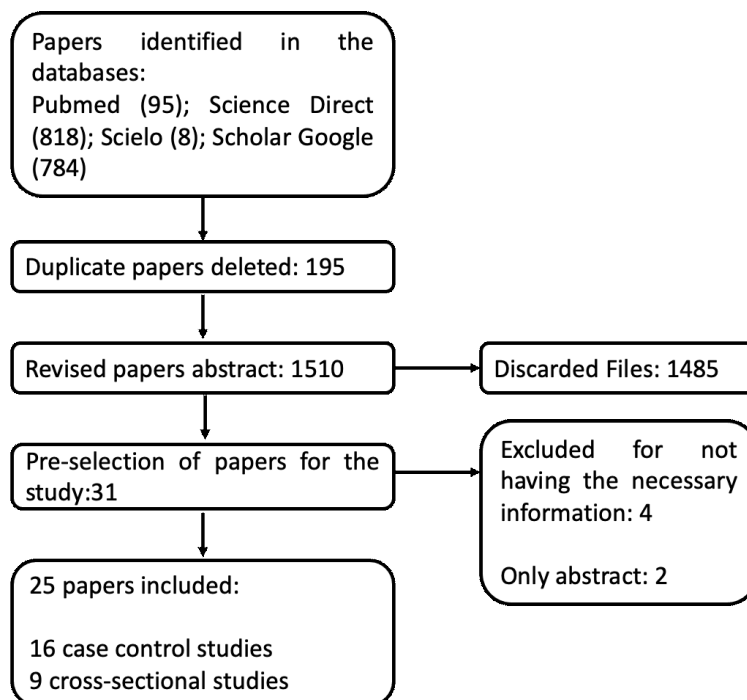 Papers identified in the
databases:
Pubmed (95); Science Direct
(818); Scielo (8); Scholar Google
(784)
Duplicate papers deleted: 195
Revised papers abstract: 1510
Discarded Files: 1485
Pre-selection of papers for the
study:31
Excluded for not
having the necessary
information: 4
Only abstract: 2
25 papers included:
16 case control studies
9 cross-sectional studies